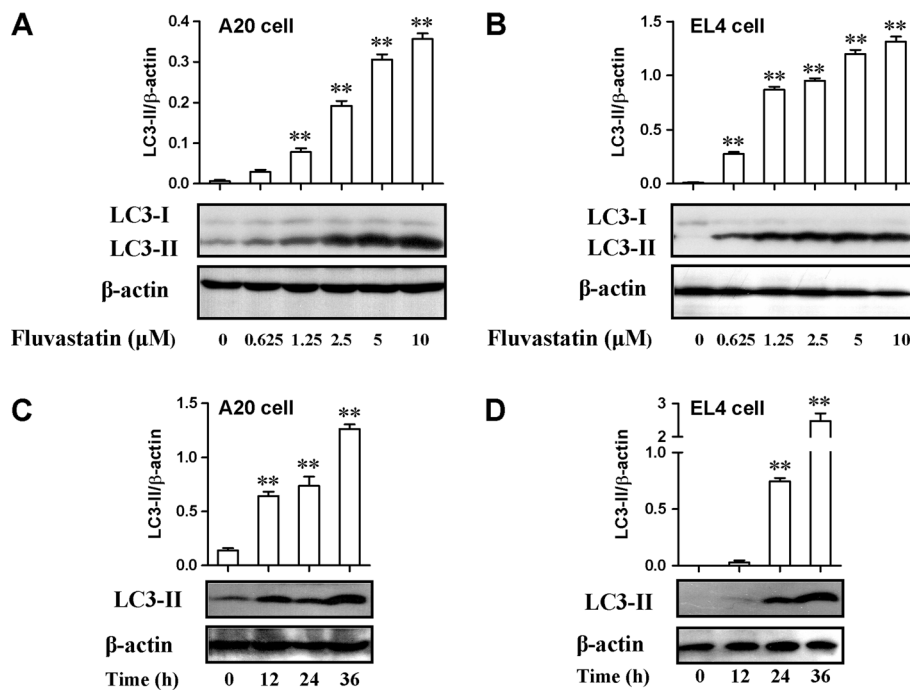 A
A20 cell
LC3-II/β-actin
0.4
0.3
0.2
0.1
0.0
** ** ** **
LC3-I
LC3-II
β-actin
Fluvastatin (μM) 0 0.625 1.25 2.5 5 10
B
EL4 cell
LC3-II/β-actin
1.5
1.0
0.5
0.0
** ** ** ** **
LC3-I
LC3-II
β-actin
Fluvastatin (μM) 0 0.625 1.25 2.5 5 10
C
A20 cell
LC3-II/β-actin
1.5
1.0
0.5
0.0
** ** **
LC3-II
β-actin
Time (h) 0 12 24 36
D
EL4 cell
LC3-II/β-actin
3
2
1.0
0.5
0.0
** **
LC3-II
β-actin
Time (h) 0 12 24 36